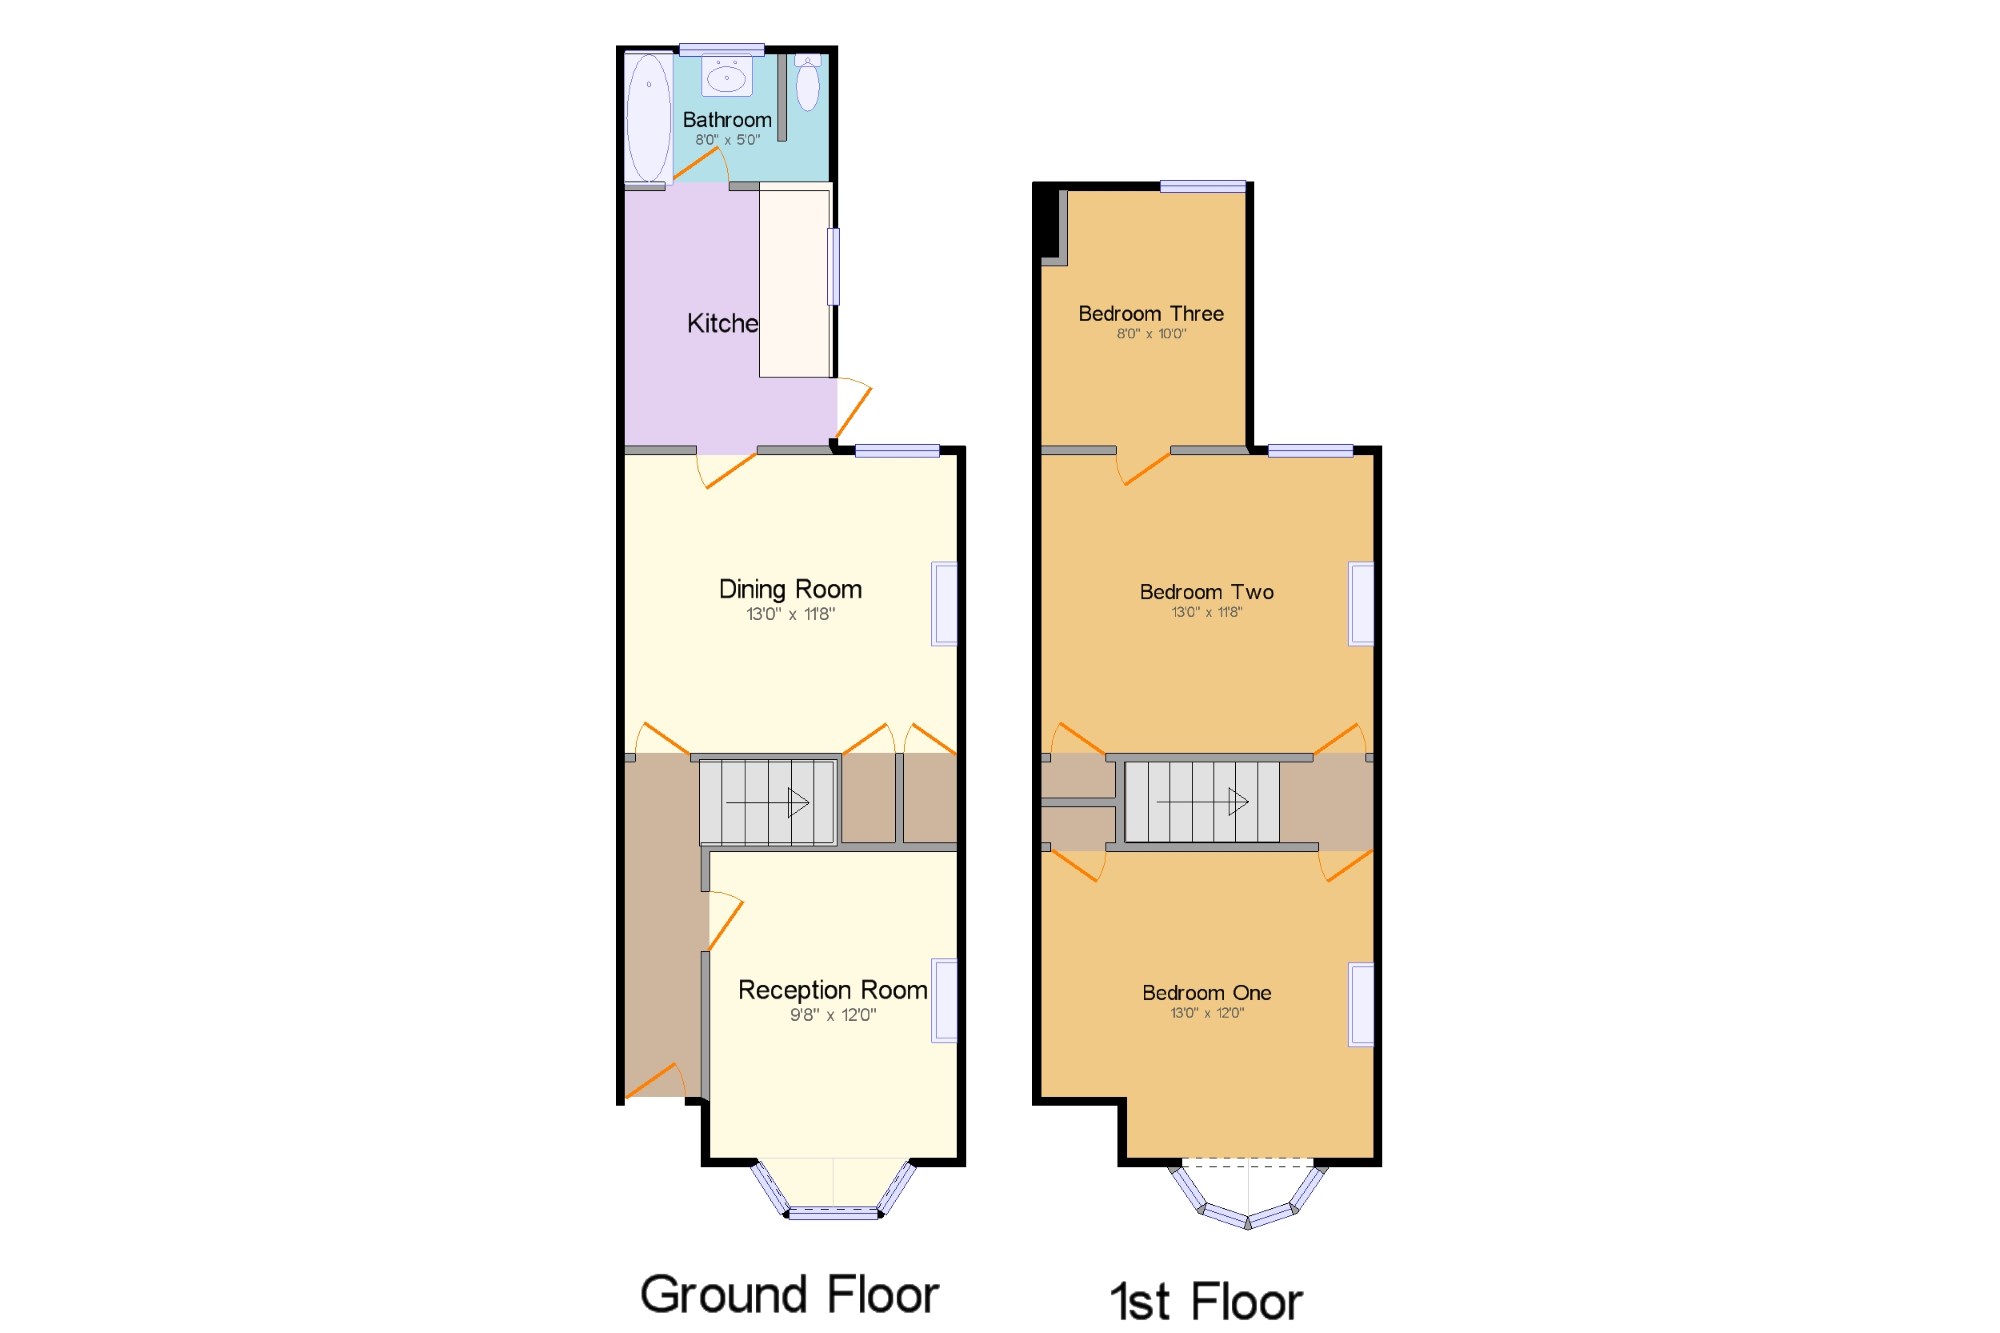 Bathroom
8'0" x 5'0"
Kitche
Dining Room
13'0" x 11'8"
Reception Room
9'8" x 12'0"
Ground Floor
Bedroom Three
8'0" x 10'0"
Bedroom Two
13'0" x 11'8"
Bedroom One
13'0" x 12'0"
1st Floor